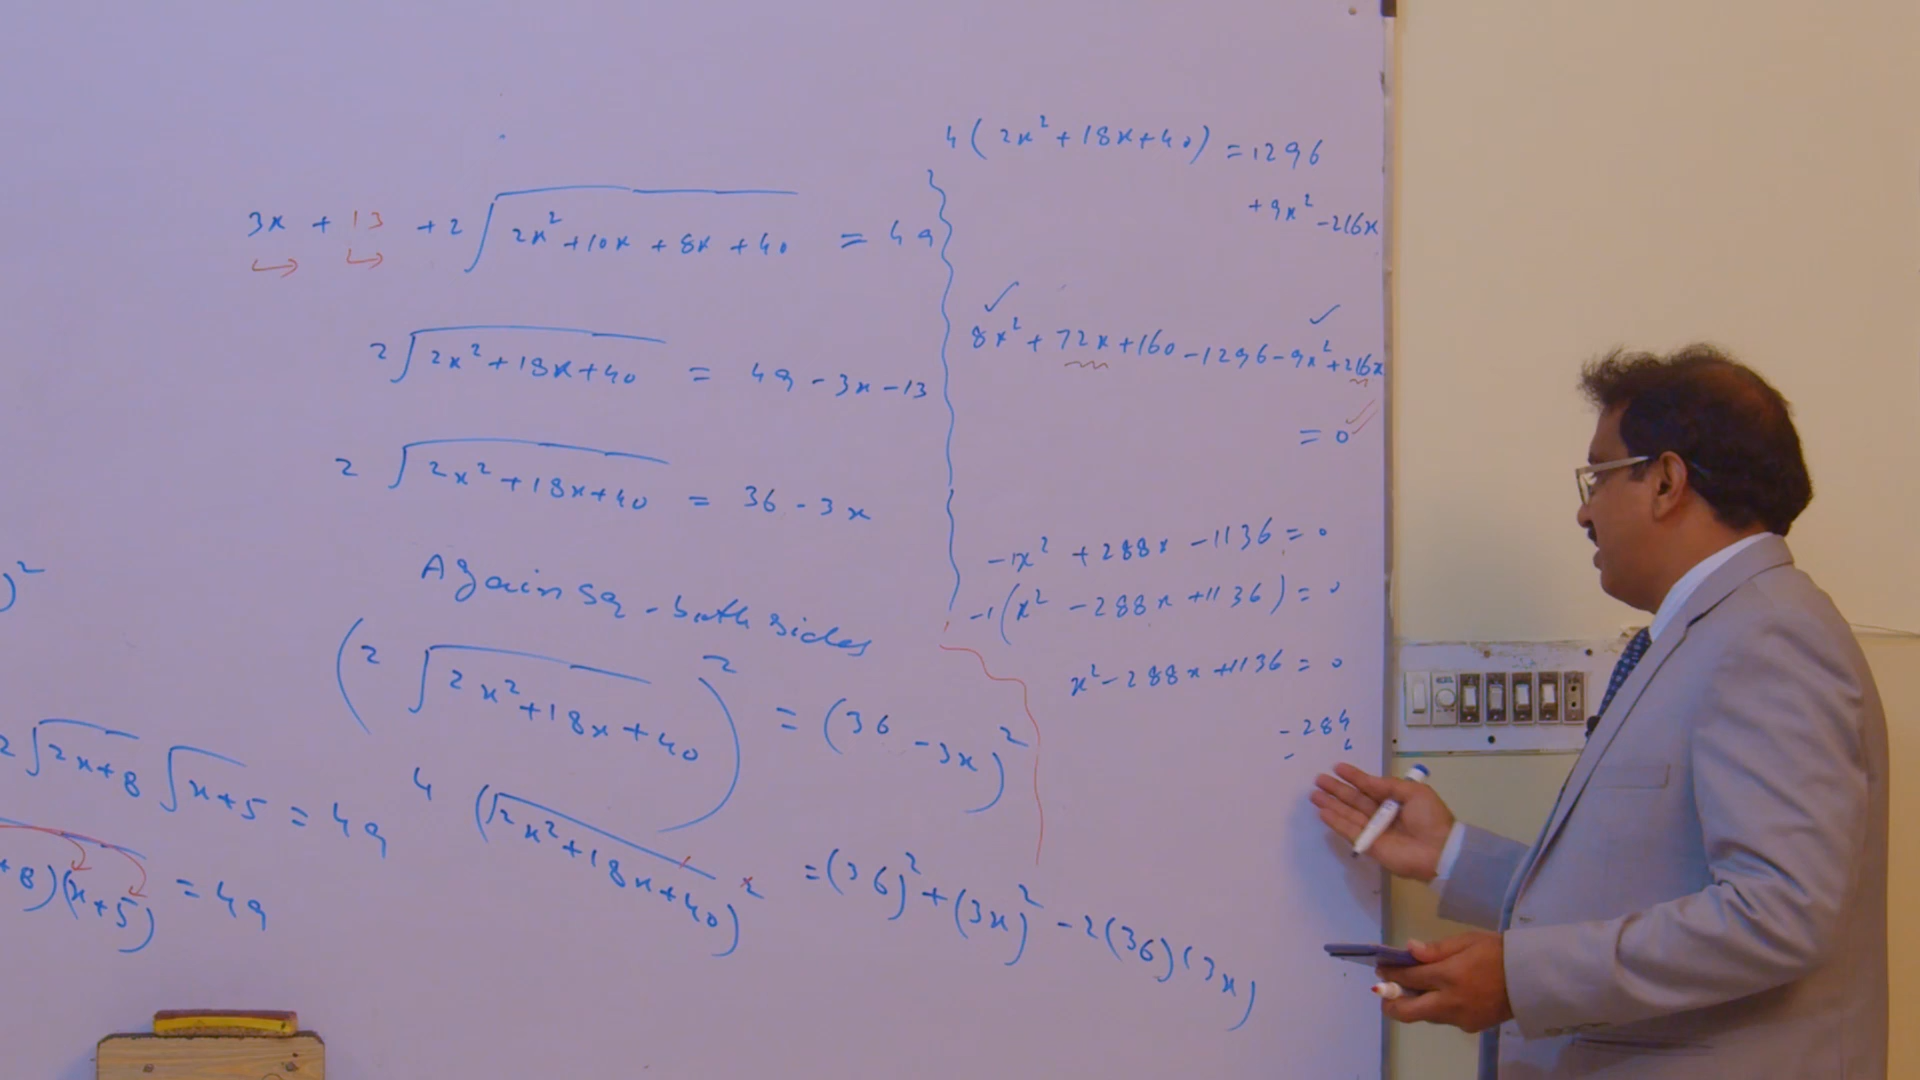 3x + 13 + 2√(2x²+10x+8x+40) = 49
2√(2x²+18x+40) = 49-3x-13
2√(2x²+18x+40) = 36-3x
Again sq. both sides
(2√(2x²+18x+40))² = (36-3x)²
4(√(2x²+18x+40))² = (36)²+(3x)²-2(36)(3x)
)²
2√2x+8 √x+5 = 49
+8)(x+5) = 49
4(2x²+18x+40) = 1296
+9x²-216x
8x²+72x+160-1296-9x²+216x
= 0
-1x²+288x-1136 = 0
-1(x²-288x+1136) = 0
x²-288x+1136 = 0
-284